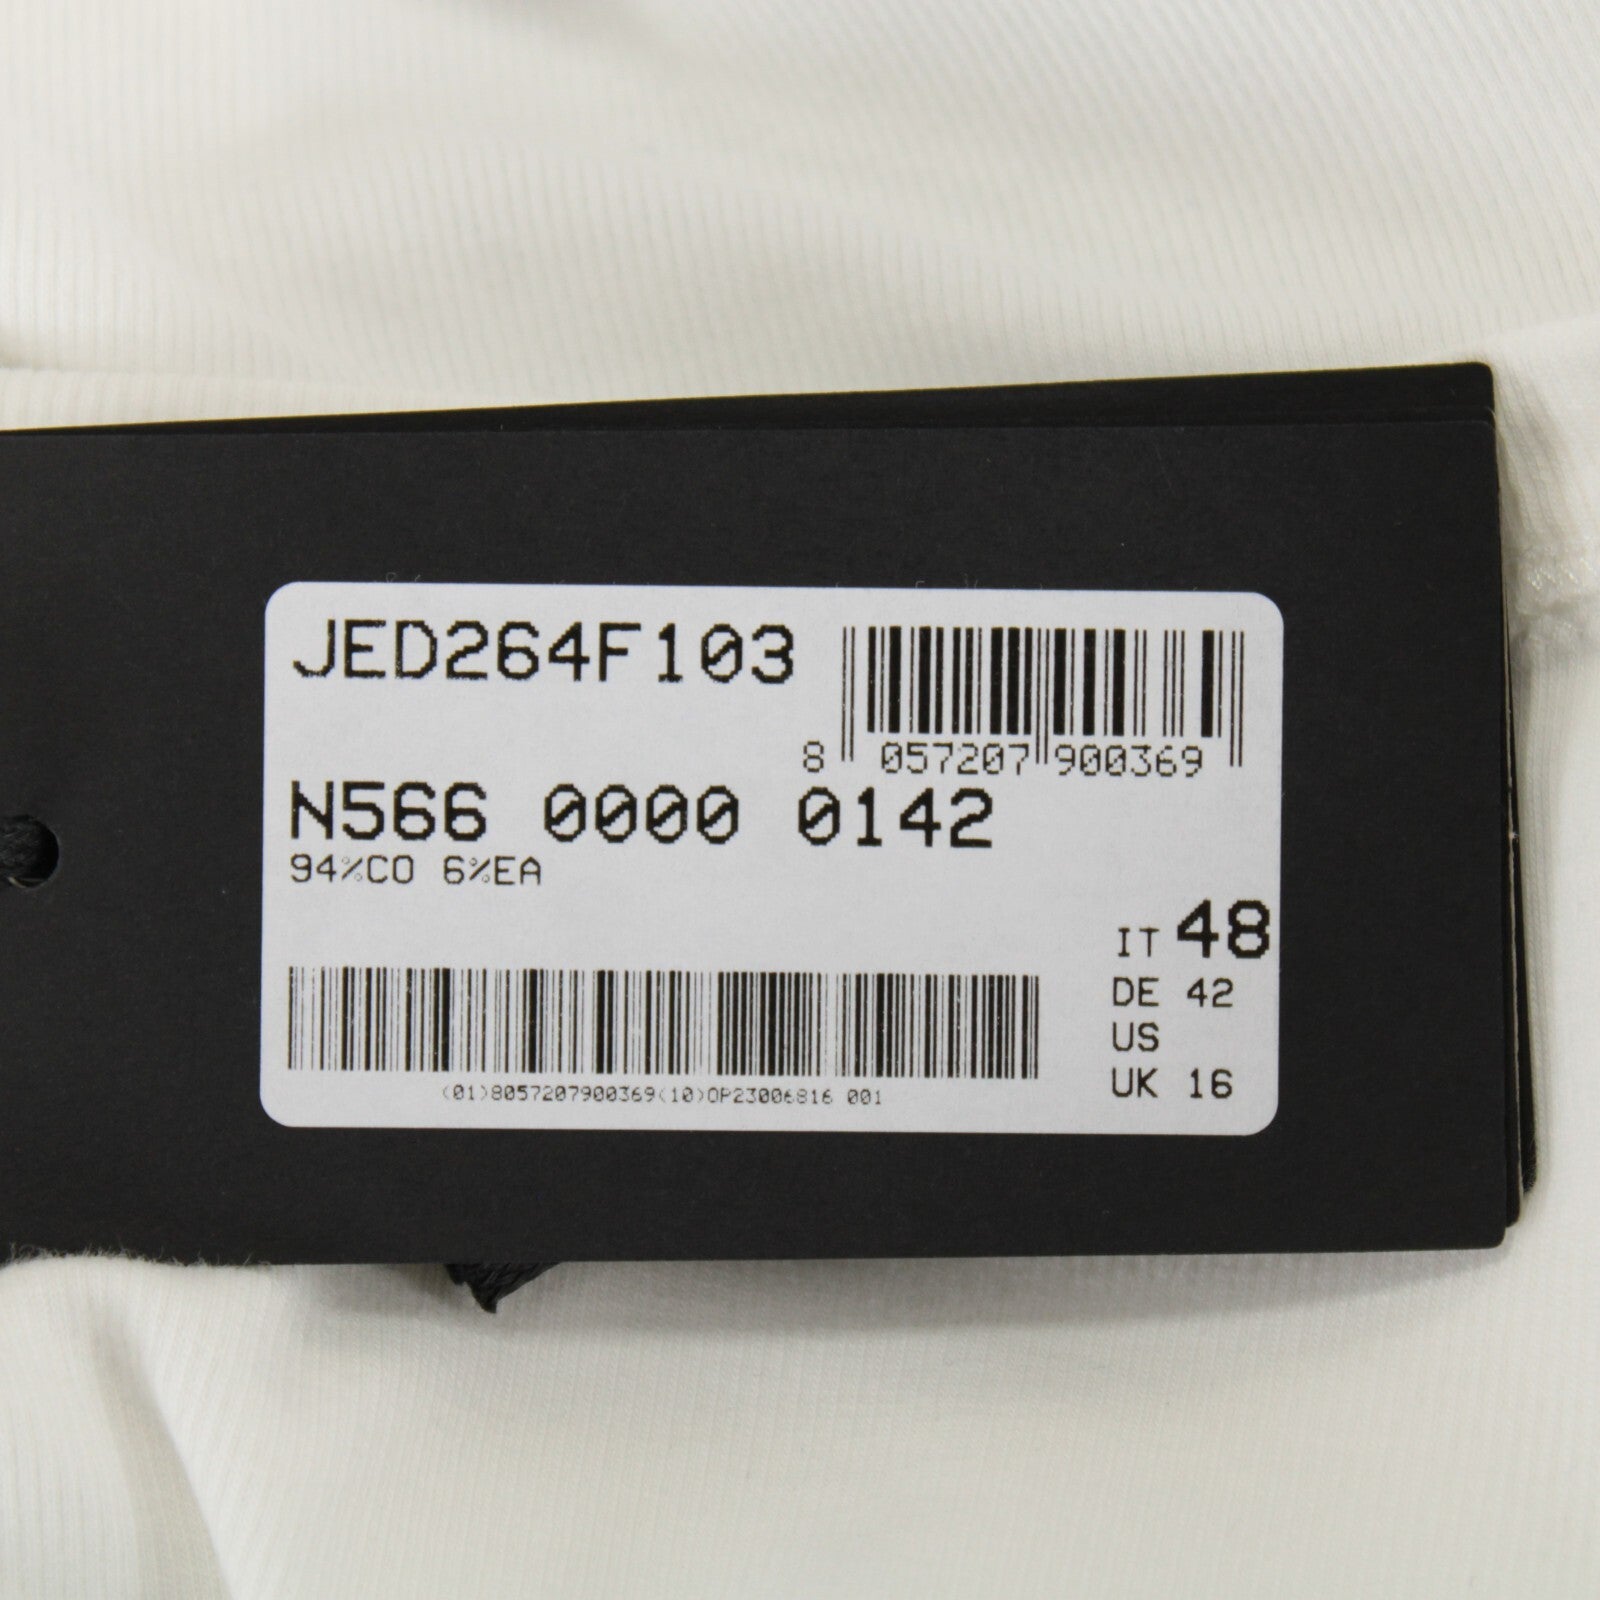 JED264F103
8 057207 900369
N566 0000 0142
94%CO 6%EA
IT 48
DE 42
US
UK 16
(01)8057207900369(10)OP23006816 001